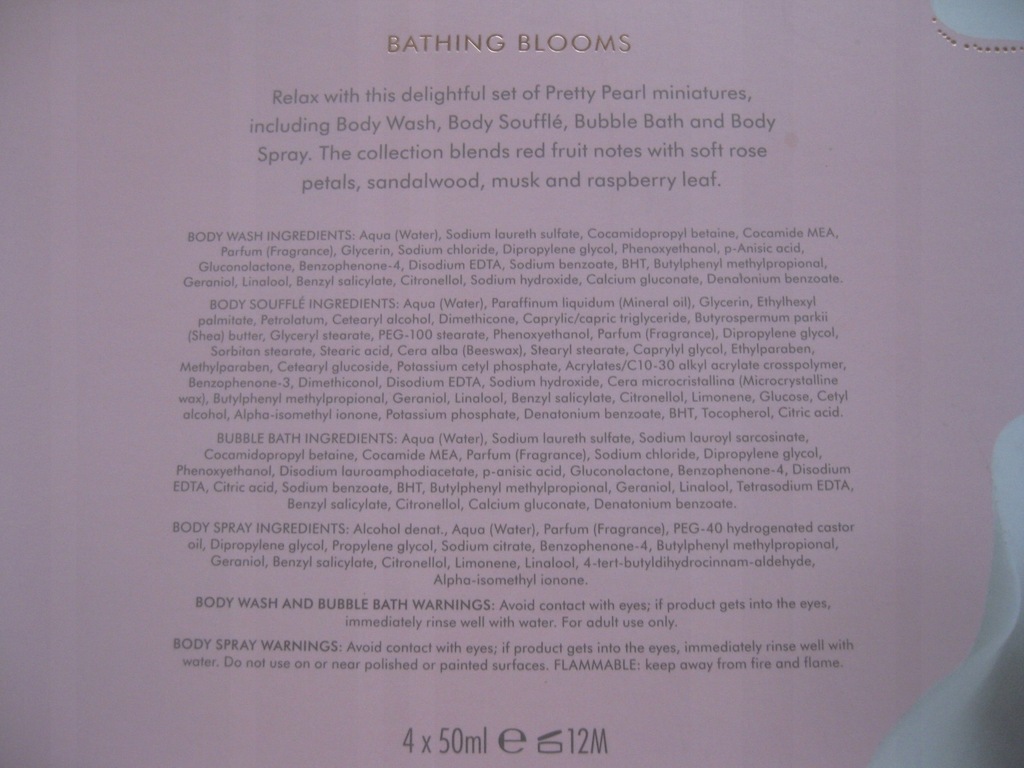 BATHING BLOOMS
Relax with this delightful set of Pretty Pearl miniatures,
including Body Wash, Body Soufflé, Bubble Bath and Body
Spray. The collection blends red fruit notes with soft rose
petals, sandalwood, musk and raspberry leaf.
BODY WASH INGREDIENTS: Aqua (Water), Sodium laureth sulfate, Cocamidopropyl betaine, Cocamide MEA,
Parfum (Fragrance), Glycerin, Sodium chloride, Dipropylene glycol, Phenoxyethanol, p-Anisic acid,
Gluconolactone, Benzophenone-4, Disodium EDTA, Sodium benzoate, BHT, Butylphenyl methylpropional,
Geraniol, Linalool, Benzyl salicylate, Citronellol, Sodium hydroxide, Calcium gluconate, Denatonium benzoate.
BODY SOUFFLÉ INGREDIENTS: Aqua (Water), Paraffinum liquidum (Mineral oil), Glycerin, Ethylhexyl
palmitate, Petrolatum, Cetearyl alcohol, Dimethicone, Caprylic/capric triglyceride, Butyrospermum parkii
(Shea) butter, Glyceryl stearate, PEG-100 stearate, Phenoxyethanol, Parfum (Fragrance), Dipropylene glycol,
Sorbitan stearate, Stearic acid, Cera alba (Beeswax), Stearyl stearate, Caprylyl glycol, Ethylparaben,
Methylparaben, Cetearyl glucoside, Potassium cetyl phosphate, Acrylates/C10-30 alkyl acrylate crosspolymer,
Benzophenone-3, Dimethiconol, Disodium EDTA, Sodium hydroxide, Cera microcristallina (Microcrystalline
wax), Butylphenyl methylpropional, Geraniol, Linalool, Benzyl salicylate, Citronellol, Limonene, Glucose, Cetyl
alcohol, Alpha-isomethyl ionone, Potassium phosphate, Denatonium benzoate, BHT, Tocopherol, Citric acid.
BUBBLE BATH INGREDIENTS: Aqua (Water), Sodium laureth sulfate, Sodium lauroyl sarcosinate,
Cocamidopropyl betaine, Cocamide MEA, Parfum (Fragrance), Sodium chloride, Dipropylene glycol,
Phenoxyethanol, Disodium lauroamphodiacetate, p-anisic acid, Gluconolactone, Benzophenone-4, Disodium
EDTA, Citric acid, Sodium benzoate, BHT, Butylphenyl methylpropional, Geraniol, Linalool, Tetrasodium EDTA,
Benzyl salicylate, Citronellol, Calcium gluconate, Denatonium benzoate.
BODY SPRAY INGREDIENTS: Alcohol denat., Aqua (Water), Parfum (Fragrance), PEG-40 hydrogenated castor
oil, Dipropylene glycol, Propylene glycol, Sodium citrate, Benzophenone-4, Butylphenyl methylpropional,
Geraniol, Benzyl salicylate, Citronellol, Limonene, Linalool, 4-tert-butyldihydrocinnam-aldehyde,
Alpha-isomethyl ionone.
BODY WASH AND BUBBLE BATH WARNINGS: Avoid contact with eyes; if product gets into the eyes,
immediately rinse well with water. For adult use only.
BODY SPRAY WARNINGS: Avoid contact with eyes; if product gets into the eyes, immediately rinse well with
water. Do not use on or near polished or painted surfaces. FLAMMABLE: keep away from fire and flame.
4 x 50ml ℮ 12M